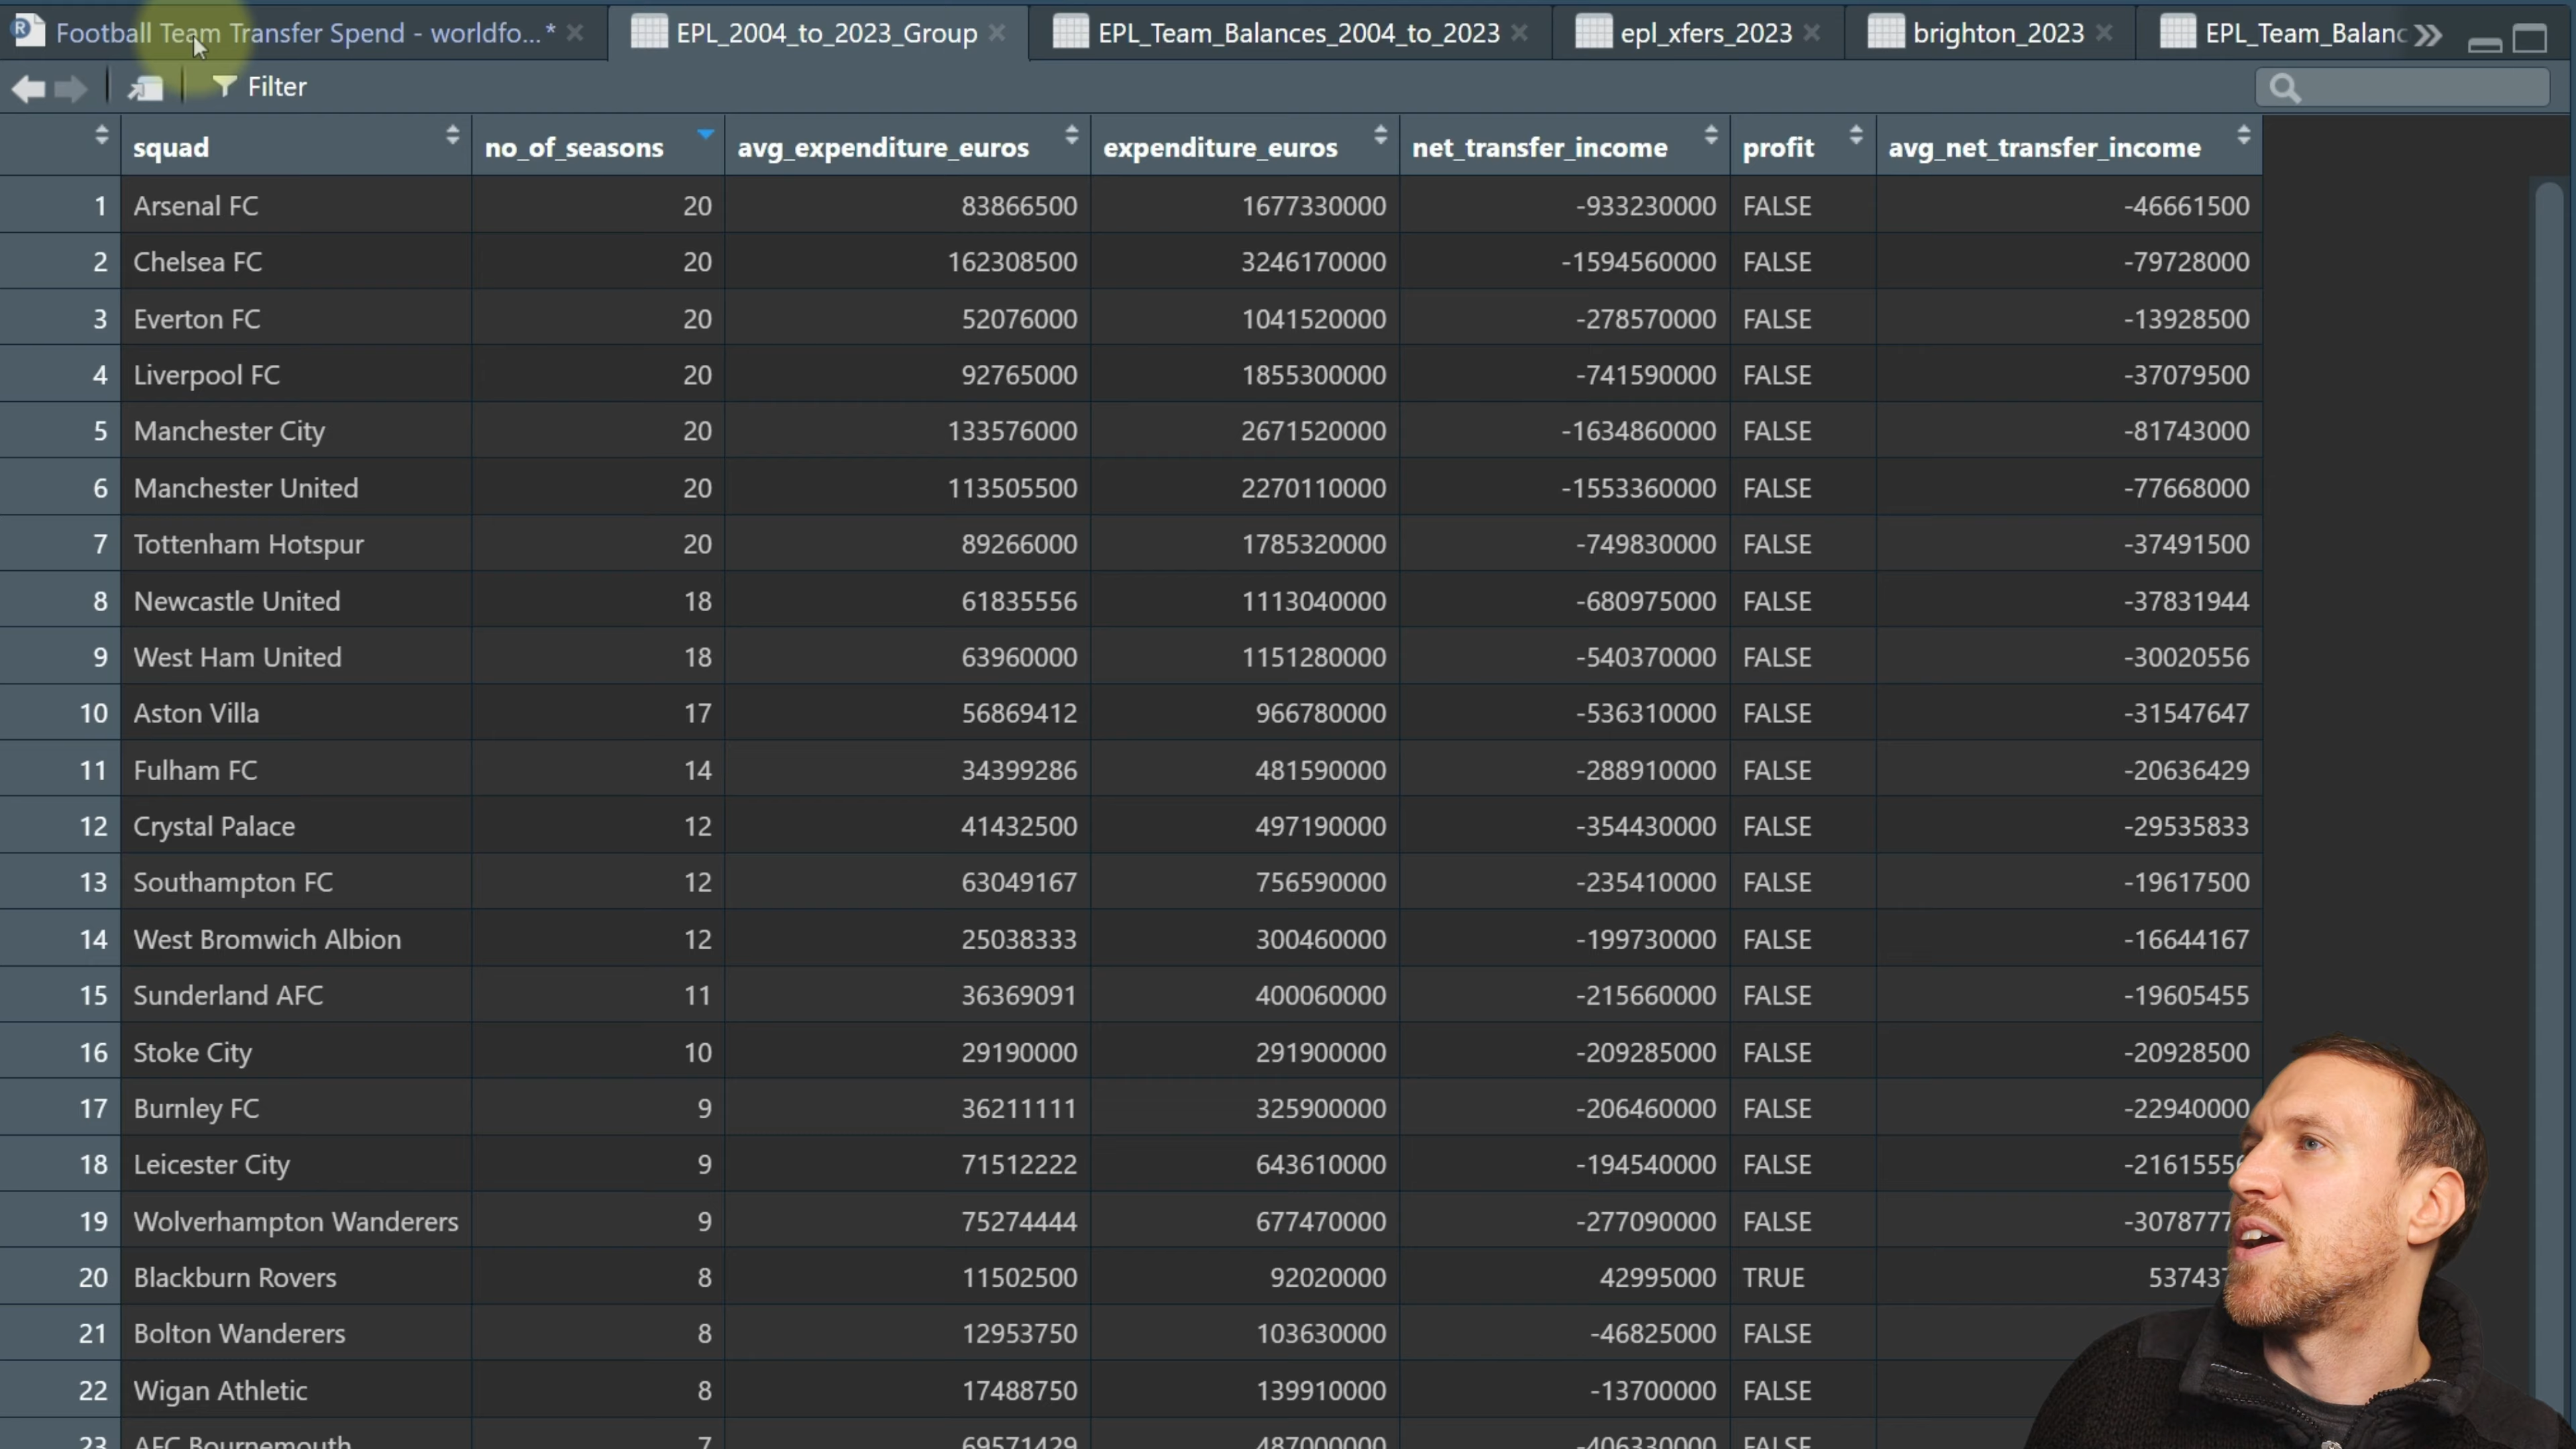 Football Team Transfer Spend - worldfo...* EPL_2004_to_2023_Group EPL_Team_Balances_2004_to_2023 epl_xfers_2023 brighton_2023 EPL_Team_Balanc
Filter
squad no_of_seasons avg_expenditure_euros expenditure_euros net_transfer_income profit avg_net_transfer_income
1 Arsenal FC 20 83866500 1677330000 -933230000 FALSE -46661500
2 Chelsea FC 20 162308500 3246170000 -1594560000 FALSE -79728000
3 Everton FC 20 52076000 1041520000 -278570000 FALSE -13928500
4 Liverpool FC 20 92765000 1855300000 -741590000 FALSE -37079500
5 Manchester City 20 133576000 2671520000 -1634860000 FALSE -81743000
6 Manchester United 20 113505500 2270110000 -1553360000 FALSE -77668000
7 Tottenham Hotspur 20 89266000 1785320000 -749830000 FALSE -37491500
8 Newcastle United 18 61835556 1113040000 -680975000 FALSE -37831944
9 West Ham United 18 63960000 1151280000 -540370000 FALSE -30020556
10 Aston Villa 17 56869412 966780000 -536310000 FALSE -31547647
11 Fulham FC 14 34399286 481590000 -288910000 FALSE -20636429
12 Crystal Palace 12 41432500 497190000 -354430000 FALSE -29535833
13 Southampton FC 12 63049167 756590000 -235410000 FALSE -19617500
14 West Bromwich Albion 12 25038333 300460000 -199730000 FALSE -16644167
15 Sunderland AFC 11 36369091 400060000 -215660000 FALSE -19605455
16 Stoke City 10 29190000 291900000 -209285000 FALSE -20928500
17 Burnley FC 9 36211111 325900000 -206460000 FALSE -22940000
18 Leicester City 9 71512222 643610000 -194540000 FALSE -21615556
19 Wolverhampton Wanderers 9 75274444 677470000 -277090000 FALSE -3078777
20 Blackburn Rovers 8 11502500 92020000 42995000 TRUE 53743
21 Bolton Wanderers 8 12953750 103630000 -46825000 FALSE
22 Wigan Athletic 8 17488750 139910000 -13700000 FALSE
23 AFC Bournemouth 7 69571429 487000000 -406330000 FALSE